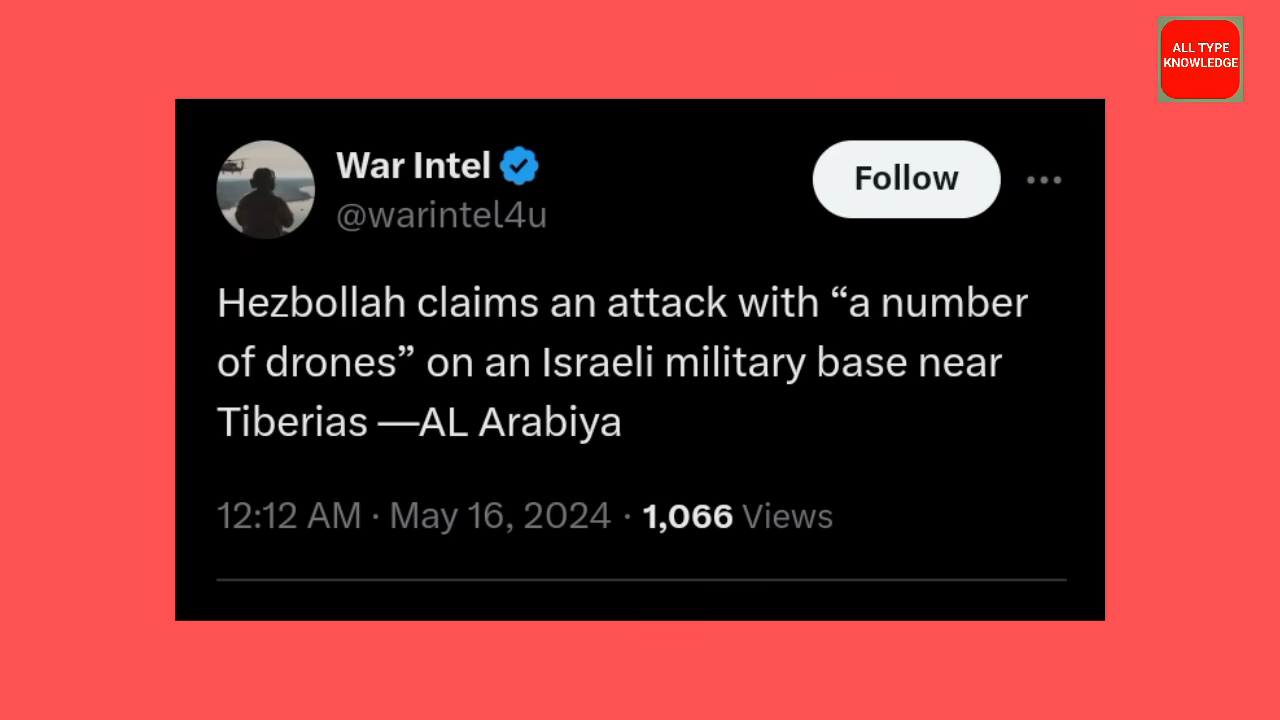 ALL TYPE
KNOWLEDGE
War Intel
@warintel4u
Follow
Hezbollah claims an attack with “a number
of drones” on an Israeli military base near
Tiberias —AL Arabiya
12:12 AM · May 16, 2024 · 1,066 Views